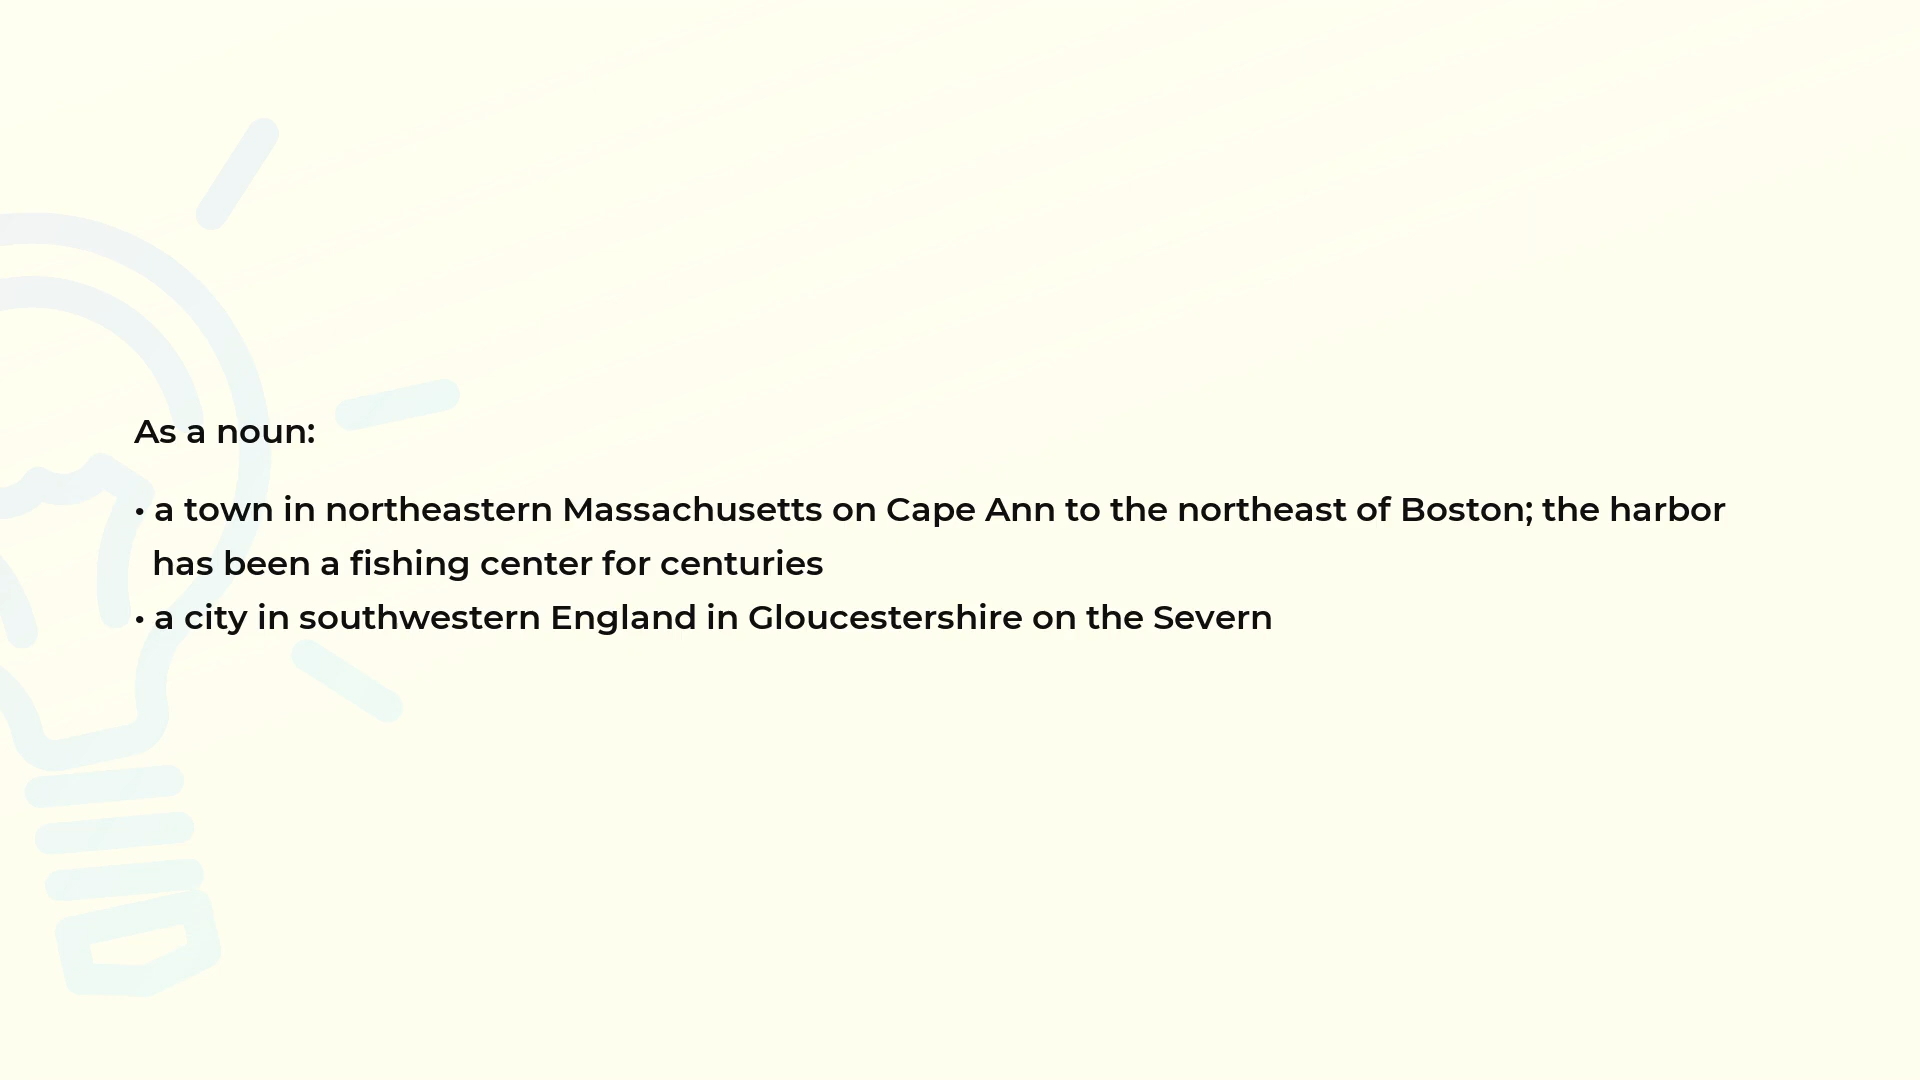 As a noun:
• a town in northeastern Massachusetts on Cape Ann to the northeast of Boston; the harbor
has been a fishing center for centuries
• a city in southwestern England in Gloucestershire on the Severn